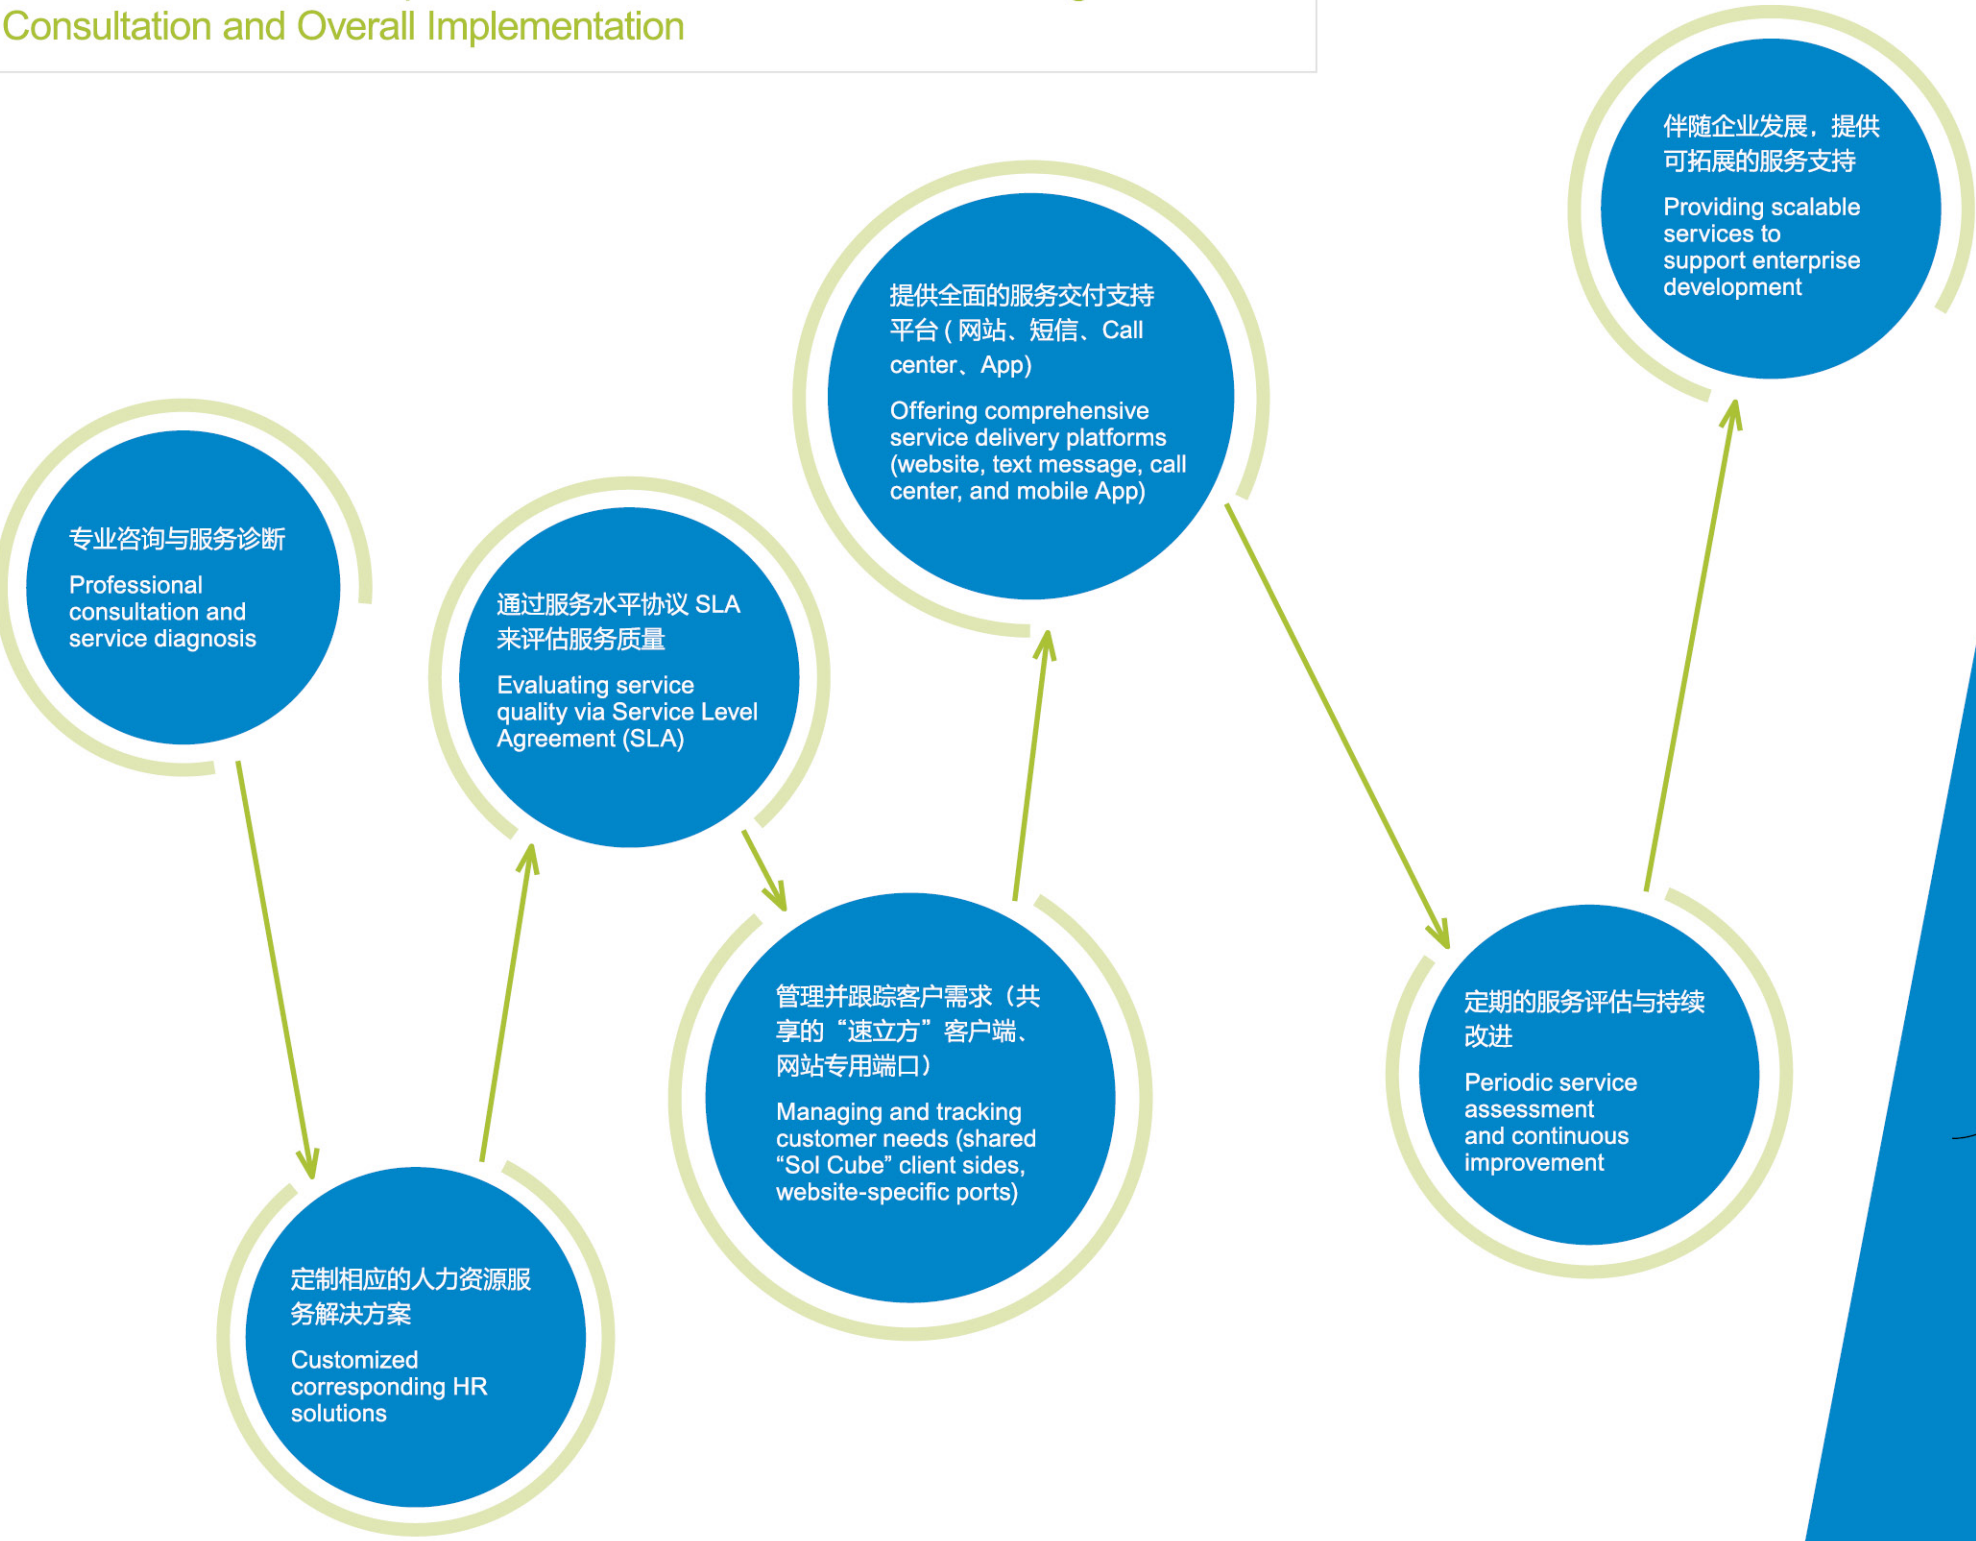 Consultation and Overall Implementation
专业咨询与服务诊断
Professional
consultation and
service diagnosis
定制相应的人力资源服
务解决方案
Customized
corresponding HR
solutions
通过服务水平协议 SLA
来评估服务质量
Evaluating service
quality via Service Level
Agreement (SLA)
管理并跟踪客户需求（共
享的“速立方”客户端、
网站专用端口）
Managing and tracking
customer needs (shared
“Sol Cube” client sides,
website-specific ports)
提供全面的服务交付支持
平台 ( 网站、短信、Call
center、App)
Offering comprehensive
service delivery platforms
(website, text message, call
center, and mobile App)
定期的服务评估与持续
改进
Periodic service
assessment
and continuous
improvement
伴随企业发展，提供
可拓展的服务支持
Providing scalable
services to
support enterprise
development